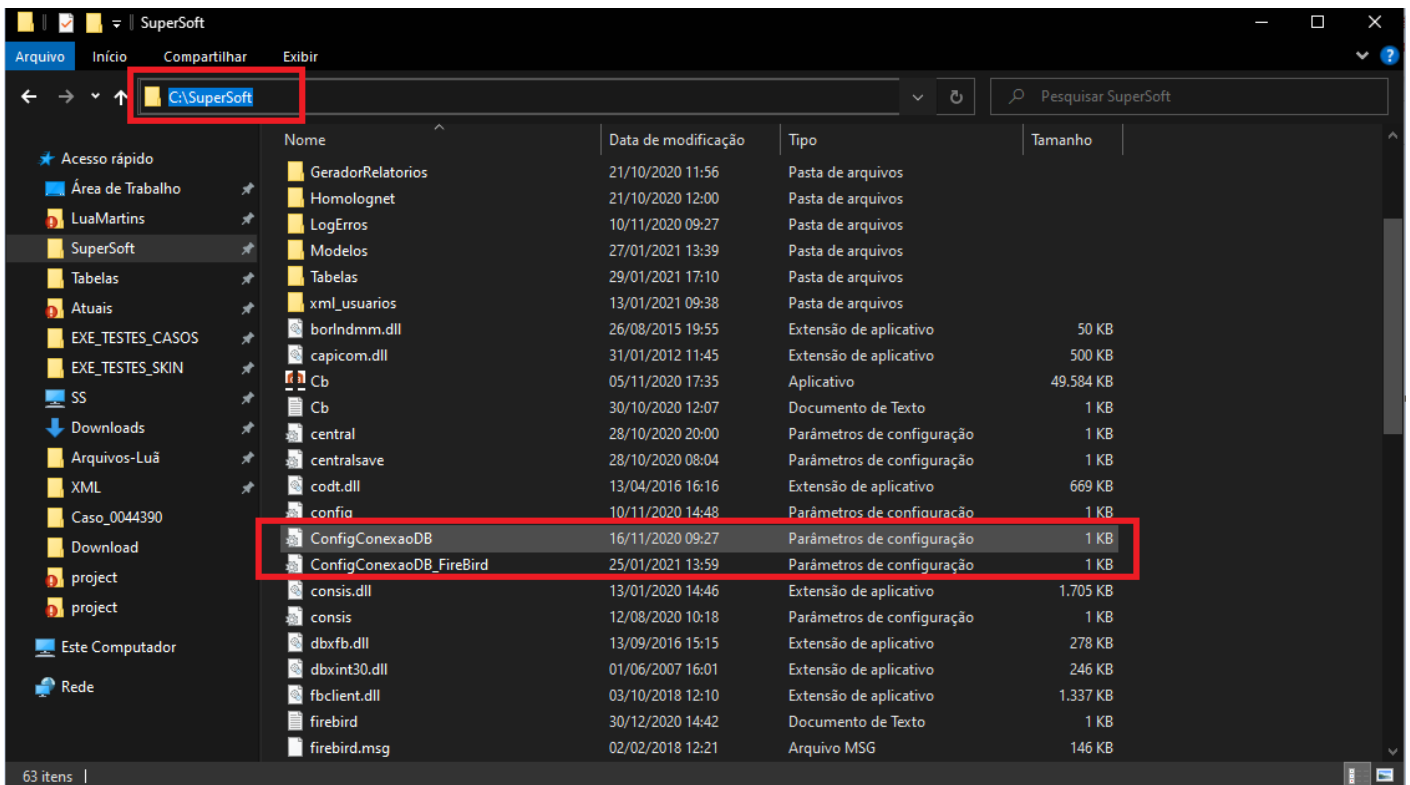 SuperSoft
Arquivo Início Compartilhar Exibir
C:\SuperSoft Pesquisar SuperSoft
Nome Data de modificação Tipo Tamanho
Acesso rápido
Área de Trabalho
LuaMartins
SuperSoft
Tabelas
Atuais
EXE_TESTES_CASOS
EXE_TESTES_SKIN
SS
Downloads
Arquivos-Luã
XML
Caso_0044390
Download
project
project
Este Computador
Rede
GeradorRelatorios 21/10/2020 11:56 Pasta de arquivos
Homolognet 21/10/2020 12:00 Pasta de arquivos
LogErros 10/11/2020 09:27 Pasta de arquivos
Modelos 27/01/2021 13:39 Pasta de arquivos
Tabelas 29/01/2021 17:10 Pasta de arquivos
xml_usuarios 13/01/2021 09:38 Pasta de arquivos
borlndmm.dll 26/08/2015 19:55 Extensão de aplicativo 50 KB
capicom.dll 31/01/2012 11:45 Extensão de aplicativo 500 KB
Cb 05/11/2020 17:35 Aplicativo 49.584 KB
Cb 30/10/2020 12:07 Documento de Texto 1 KB
central 28/10/2020 20:00 Parâmetros de configuração 1 KB
centralsave 28/10/2020 08:04 Parâmetros de configuração 1 KB
codt.dll 13/04/2016 16:16 Extensão de aplicativo 669 KB
config 10/11/2020 14:48 Parâmetros de configuração 1 KB
ConfigConexaoDB 16/11/2020 09:27 Parâmetros de configuração 1 KB
ConfigConexaoDB_FireBird 25/01/2021 13:59 Parâmetros de configuração 1 KB
consis.dll 13/01/2020 14:46 Extensão de aplicativo 1.705 KB
consis 12/08/2020 10:18 Parâmetros de configuração 1 KB
dbxfb.dll 13/09/2016 15:15 Extensão de aplicativo 278 KB
dbxint30.dll 01/06/2007 16:01 Extensão de aplicativo 246 KB
fbclient.dll 03/10/2018 12:10 Extensão de aplicativo 1.337 KB
firebird 30/12/2020 14:42 Documento de Texto 1 KB
firebird.msg 02/02/2018 12:21 Arquivo MSG 146 KB
63 itens